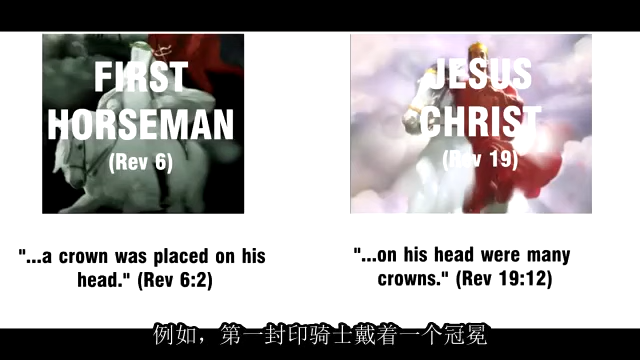 FIRST
HORSEMAN
(Rev 6)
JESUS
CHRIST
(Rev 19)
"...a crown was placed on his
head." (Rev 6:2)
"...on his head were many
crowns." (Rev 19:12)
例如，第一封印骑士戴着一个冠冕